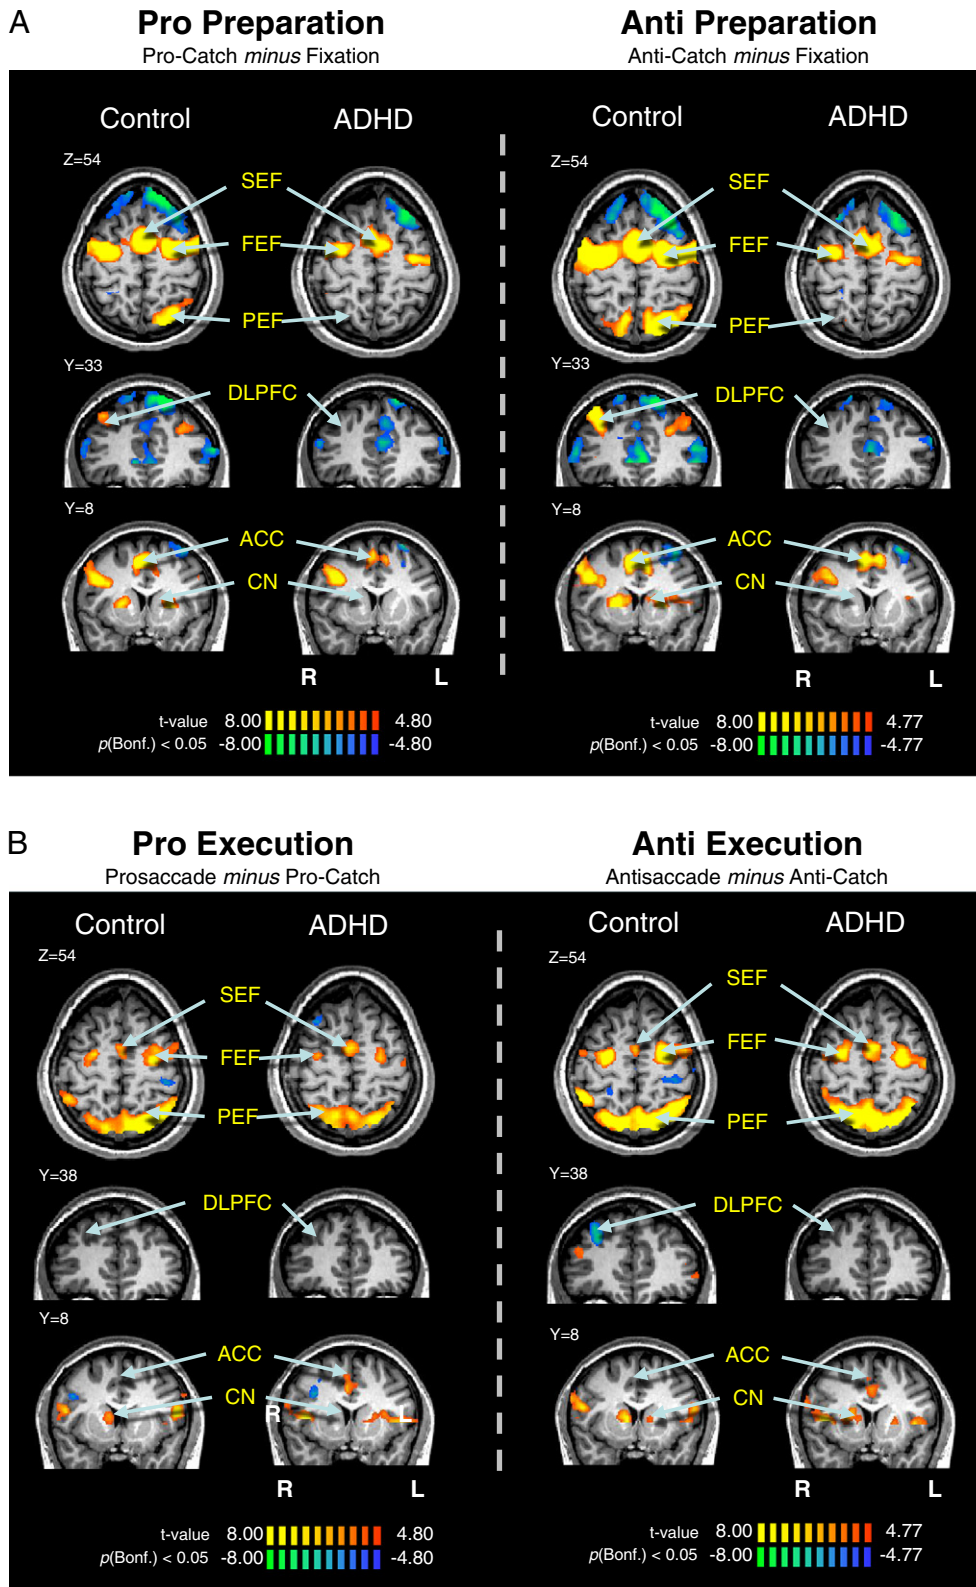 A
Pro Preparation
Pro-Catch minus Fixation
Anti Preparation
Anti-Catch minus Fixation
Control
ADHD
Control
ADHD
Z=54
Z=54
SEF
SEF
FEF
FEF
PEF
PEF
Y=33
Y=33
DLPFC
DLPFC
Y=8
Y=8
ACC
ACC
CN
CN
R
L
R
L
t-value 8.00 4.80
p(Bonf.) < 0.05 -8.00 -4.80
t-value 8.00 4.77
p(Bonf.) < 0.05 -8.00 -4.77
B
Pro Execution
Prosaccade minus Pro-Catch
Anti Execution
Antisaccade minus Anti-Catch
Control
ADHD
Control
ADHD
Z=54
Z=54
SEF
SEF
FEF
FEF
PEF
PEF
Y=38
Y=38
DLPFC
DLPFC
Y=8
Y=8
ACC
ACC
CN
CN
R
L
R
L
R
L
t-value 8.00 4.80
p(Bonf.) < 0.05 -8.00 -4.80
t-value 8.00 4.77
p(Bonf.) < 0.05 -8.00 -4.77